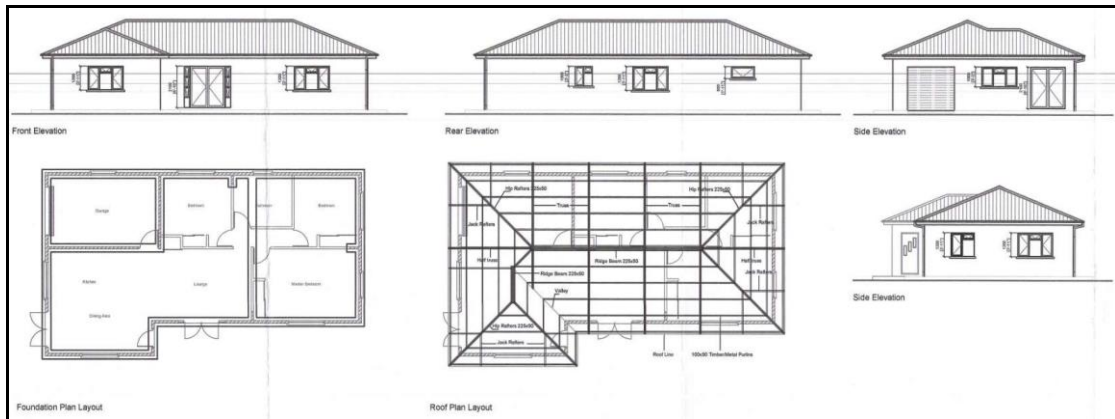 Front Elevation
Rear Elevation
Side Elevation
Garage
Bedroom
Bedroom
Kitchen
Lounge
Dining Area
Master Bedroom
Foundation Plan Layout
Hip Rafters 225x50
Truss
Truss
Hip Rafters 225x50
Jack Rafters
Ridge Beam 225x50
Half truss
Half truss
Jack Rafters
Ridge Beam 225x50
Valley
Hip Rafters 225x50
Jack Rafters
Roof Line
100x50 Timber/Metal Purlins
Roof Plan Layout
Side Elevation